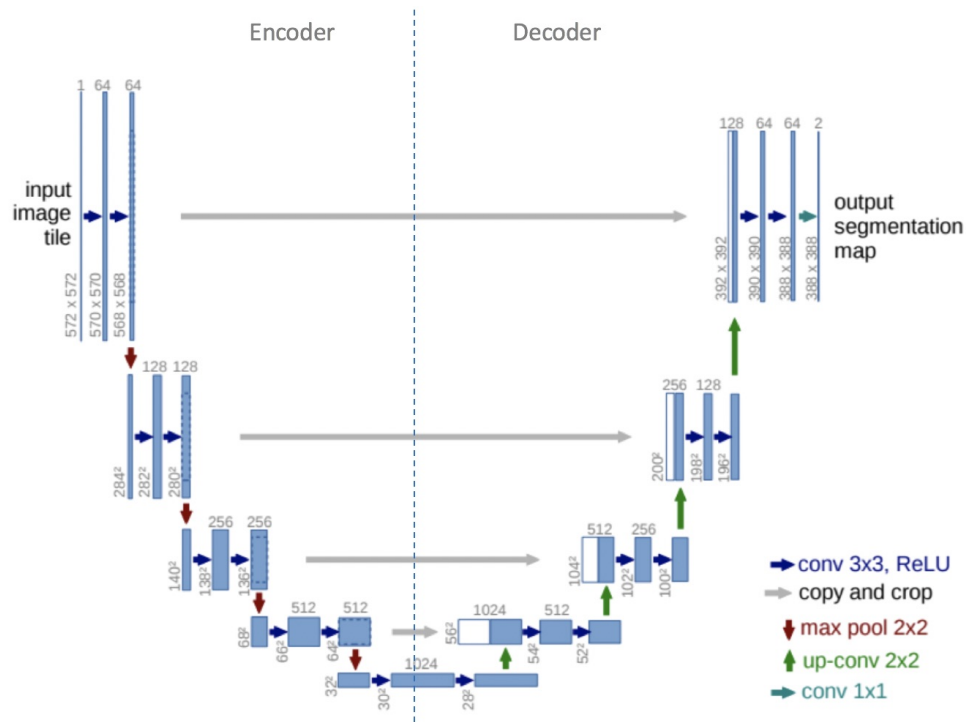 Encoder
Decoder
1
64
64
input
image
tile
572 x 572
570 x 570
568 x 568
128
64
64
2
output
segmentation
map
392 x 392
390 x 390
388 x 388
388 x 388
128
128
284²
282²
280²
256
128
200²
198²
196²
256
256
140²
138²
136²
512
256
104²
102²
100²
512
512
68²
66²
64²
1024
512
56²
54²
52²
1024
32²
30²
28²
conv 3x3, ReLU
copy and crop
max pool 2x2
up-conv 2x2
conv 1x1